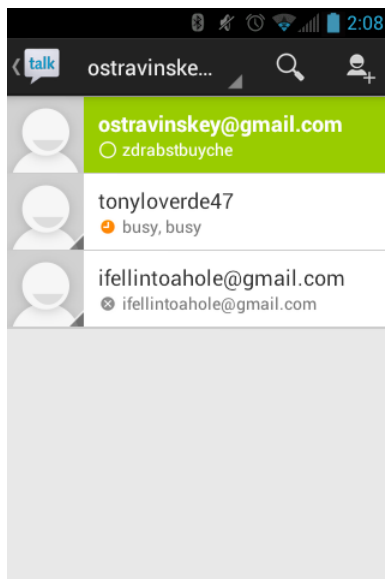 2:08
talk ostravinske...
ostravinskey@gmail.com
zdrabstbuyche
tonyloverde47
busy, busy
ifellintoahole@gmail.com
ifellintoahole@gmail.com